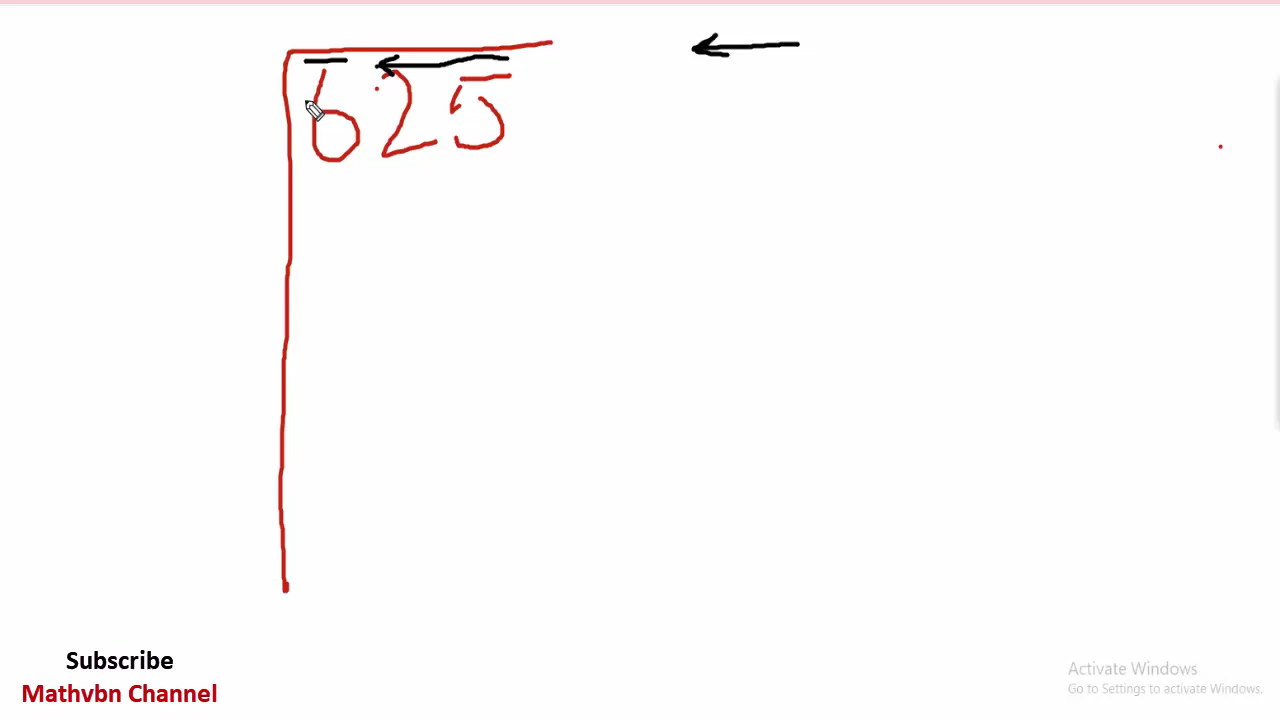 625
Subscribe
Mathvbn Channel
Activate Windows
Go to Settings to activate Windows.